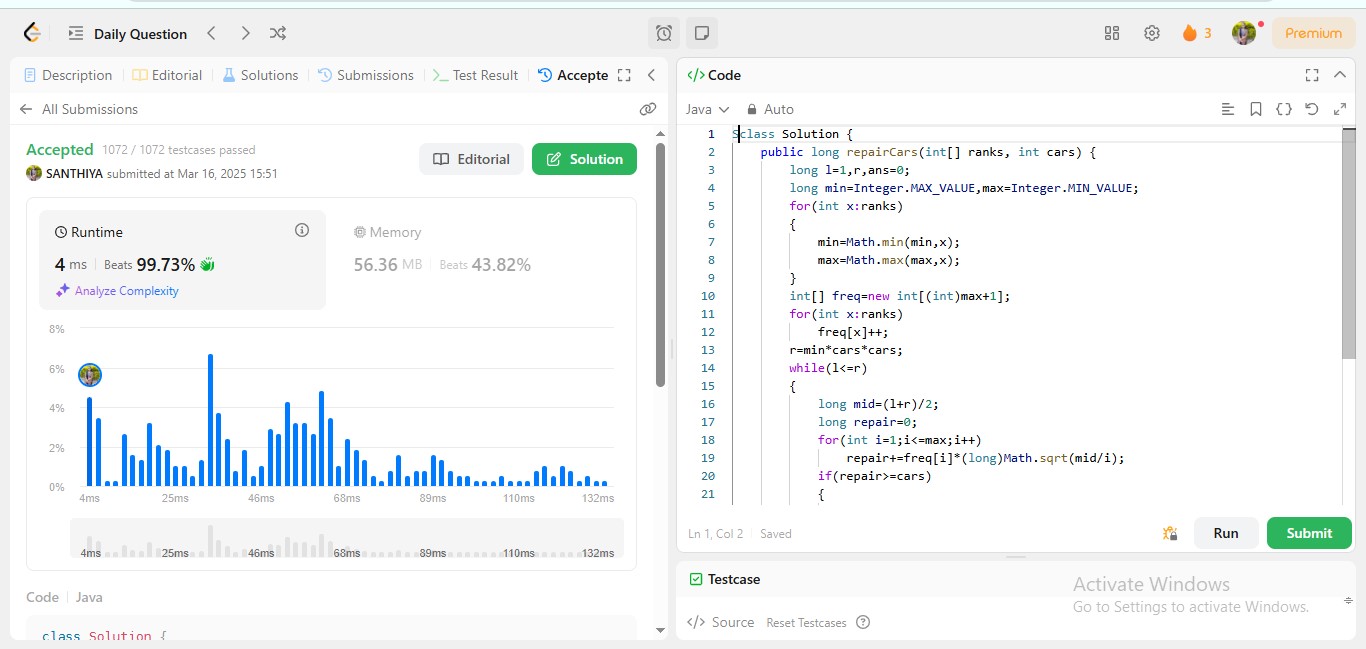 Daily Question
3
Premium
Description
Editorial
Solutions
Submissions
Test Result
Accepte
All Submissions
Accepted 1072 / 1072 testcases passed
SANTHIYA submitted at Mar 16, 2025 15:51
Editorial
Solution
Runtime
4 ms Beats 99.73%
Analyze Complexity
Memory
56.36 MB Beats 43.82%
8%
6%
4%
2%
0%
4ms 25ms 46ms 68ms 89ms 110ms 132ms
4ms 25ms 46ms 68ms 89ms 110ms 132ms
Code Java
class Solution {
</> Code
Java Auto
1 Sclass Solution {
2 public long repairCars(int[] ranks, int cars) {
3 long l=1,r,ans=0;
4 long min=Integer.MAX_VALUE,max=Integer.MIN_VALUE;
5 for(int x:ranks)
6 {
7 min=Math.min(min,x);
8 max=Math.max(max,x);
9 }
10 int[] freq=new int[(int)max+1];
11 for(int x:ranks)
12 freq[x]++;
13 r=min*cars*cars;
14 while(l<=r)
15 {
16 long mid=(l+r)/2;
17 long repair=0;
18 for(int i=1;i<=max;i++)
19 repair+=freq[i]*(long)Math.sqrt(mid/i);
20 if(repair>=cars)
21 {
Ln 1, Col 2 Saved
Run
Submit
Testcase
</> Source Reset Testcases ?
Activate Windows
Go to Settings to activate Windows.